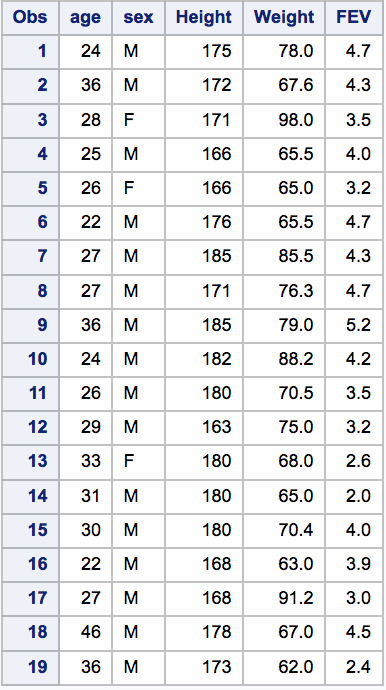 Obs age sex Height Weight FEV
1 24 M 175 78.0 4.7
2 36 M 172 67.6 4.3
3 28 F 171 98.0 3.5
4 25 M 166 65.5 4.0
5 26 F 166 65.0 3.2
6 22 M 176 65.5 4.7
7 27 M 185 85.5 4.3
8 27 M 171 76.3 4.7
9 36 M 185 79.0 5.2
10 24 M 182 88.2 4.2
11 26 M 180 70.5 3.5
12 29 M 163 75.0 3.2
13 33 F 180 68.0 2.6
14 31 M 180 65.0 2.0
15 30 M 180 70.4 4.0
16 22 M 168 63.0 3.9
17 27 M 168 91.2 3.0
18 46 M 178 67.0 4.5
19 36 M 173 62.0 2.4